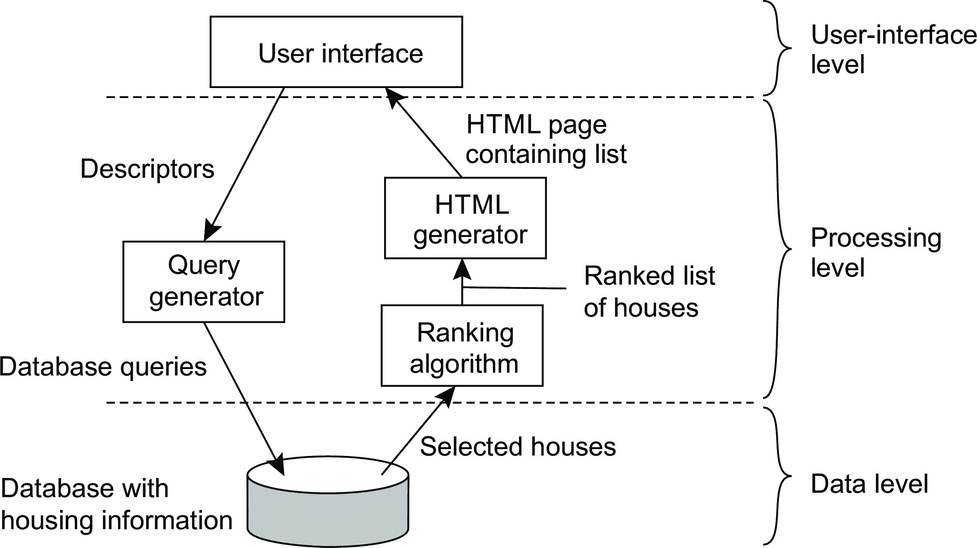 User interface
User-interface
level
HTML page
containing list
Descriptors
HTML
generator
Query
generator
Processing
level
Ranked list
of houses
Ranking
algorithm
Database queries
Selected houses
Database with
housing information
Data level